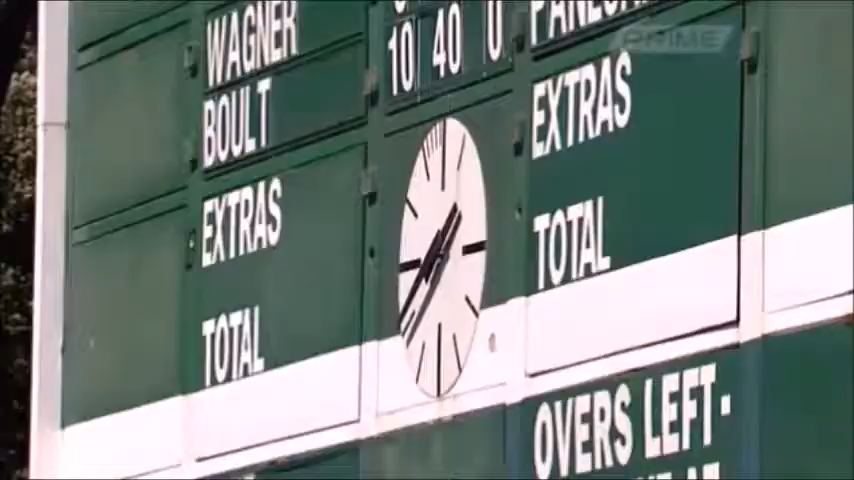 WAGNER
BOULT
EXTRAS
TOTAL
10 40 0
EXTRAS
TOTAL
OVERS LEFT-
PRIME